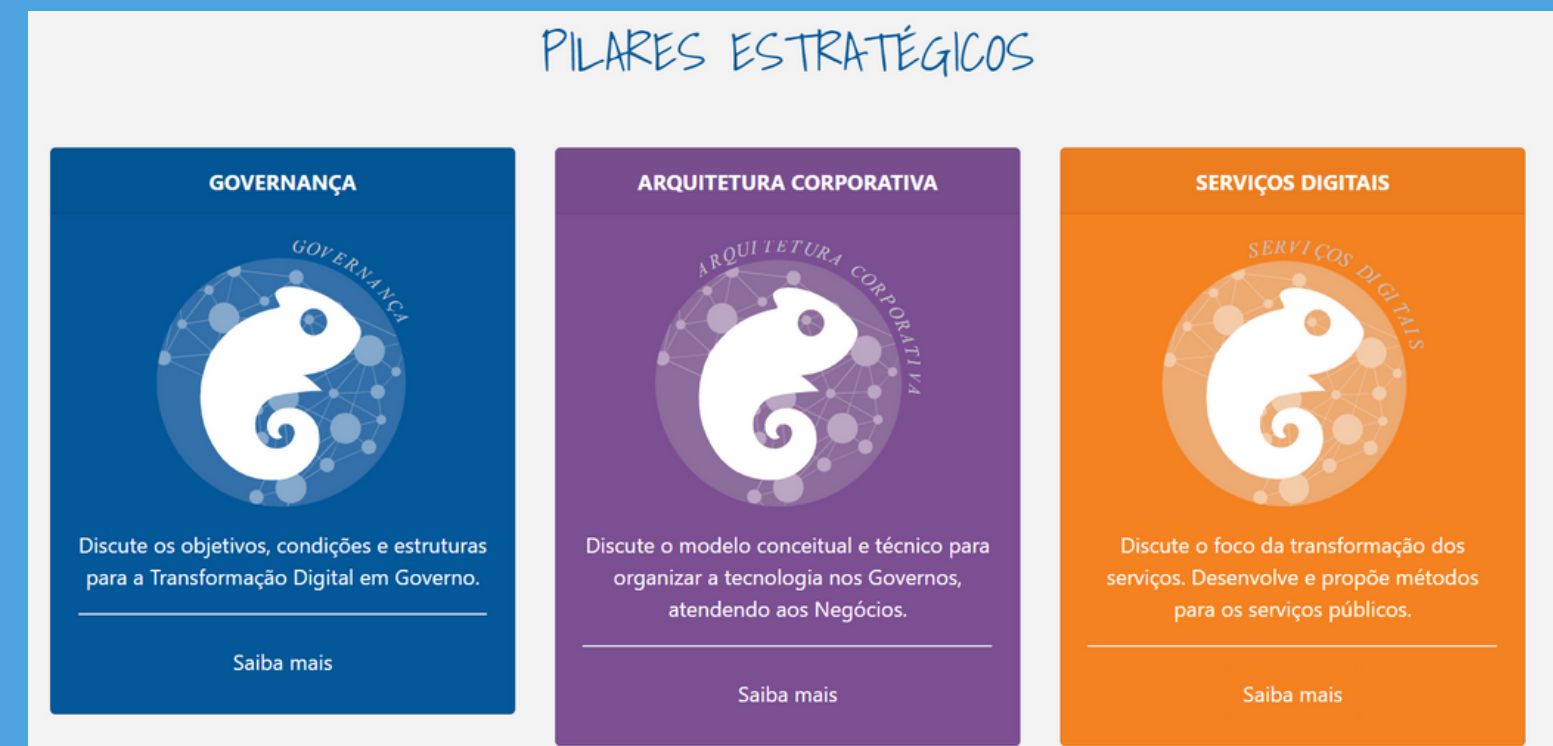 PILARES ESTRATÉGICOS
GOVERNANÇA
GOVERNANÇA
Discute os objetivos, condições e estruturas
para a Transformação Digital em Governo.
Saiba mais
ARQUITETURA CORPORATIVA
ARQUITETURA CORPORATIVA
Discute o modelo conceitual e técnico para
organizar a tecnologia nos Governos,
atendendo aos Negócios.
Saiba mais
SERVIÇOS DIGITAIS
SERVIÇOS DIGITAIS
Discute o foco da transformação dos
serviços. Desenvolve e propõe métodos
para os serviços públicos.
Saiba mais